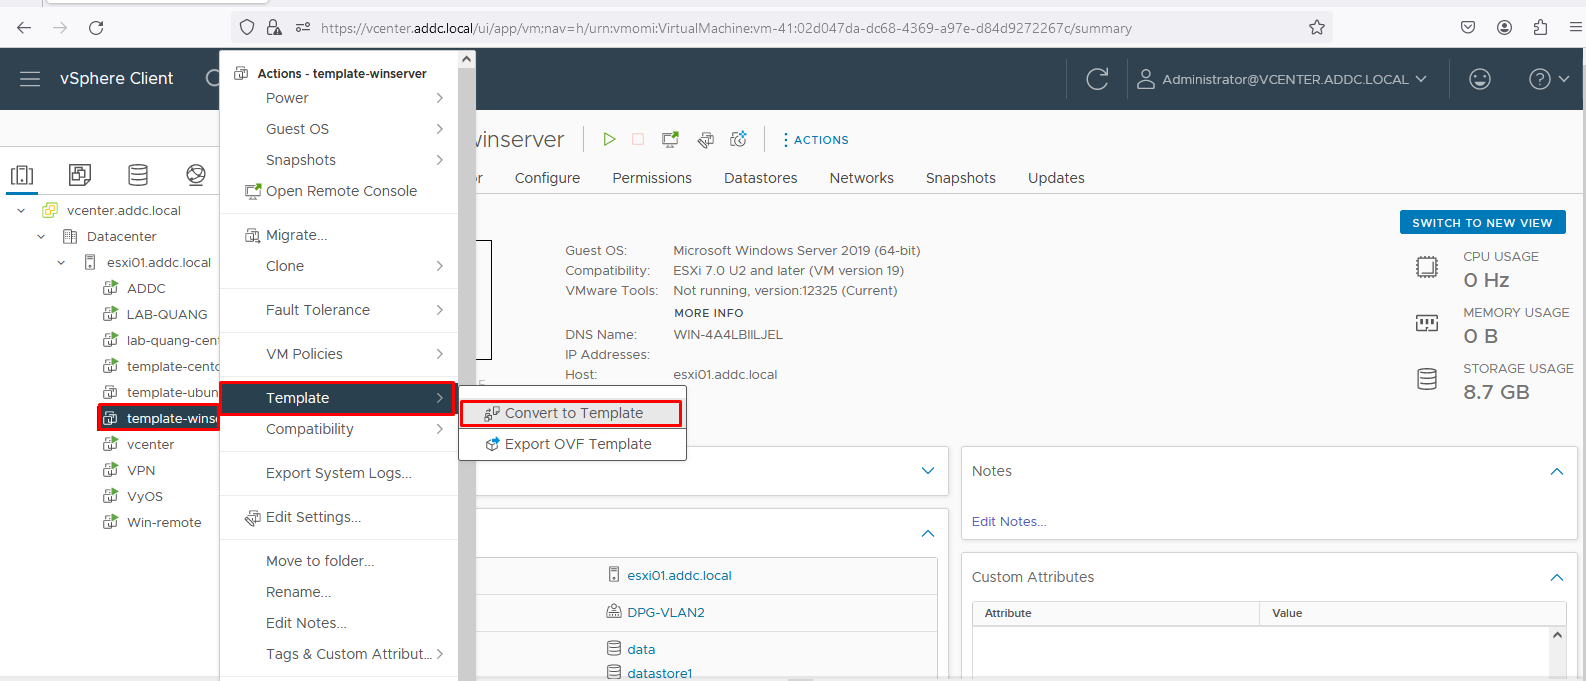 https://vcenter.addc.local/ui/app/vm;nav=h/urn:vmomi:VirtualMachine:vm-41:02d047da-dc68-4369-a97e-d84d9272267c/summary
vSphere Client
Administrator@VCENTER.ADDC.LOCAL
Actions - template-winserver
Power
Guest OS
Snapshots
Open Remote Console
Migrate...
Clone
Fault Tolerance
VM Policies
Template
Compatibility
Export System Logs...
Edit Settings...
Move to folder...
Rename...
Edit Notes...
Tags & Custom Attribut...
Convert to Template
Export OVF Template
vcenter.addc.local
Datacenter
esxi01.addc.local
ADDC
LAB-QUANG
lab-quang-cent
template-cento
template-ubun
template-winse
vcenter
VPN
VyOS
Win-remote
winserver
ACTIONS
Configure
Permissions
Datastores
Networks
Snapshots
Updates
SWITCH TO NEW VIEW
Guest OS: Microsoft Windows Server 2019 (64-bit)
Compatibility: ESXi 7.0 U2 and later (VM version 19)
VMware Tools: Not running, version:12325 (Current)
MORE INFO
DNS Name: WIN-4A4LBIILJEL
IP Addresses:
Host: esxi01.addc.local
CPU USAGE
0 Hz
MEMORY USAGE
0 B
STORAGE USAGE
8.7 GB
Notes
Edit Notes...
esxi01.addc.local
DPG-VLAN2
data
datastore1
Custom Attributes
Attribute
Value